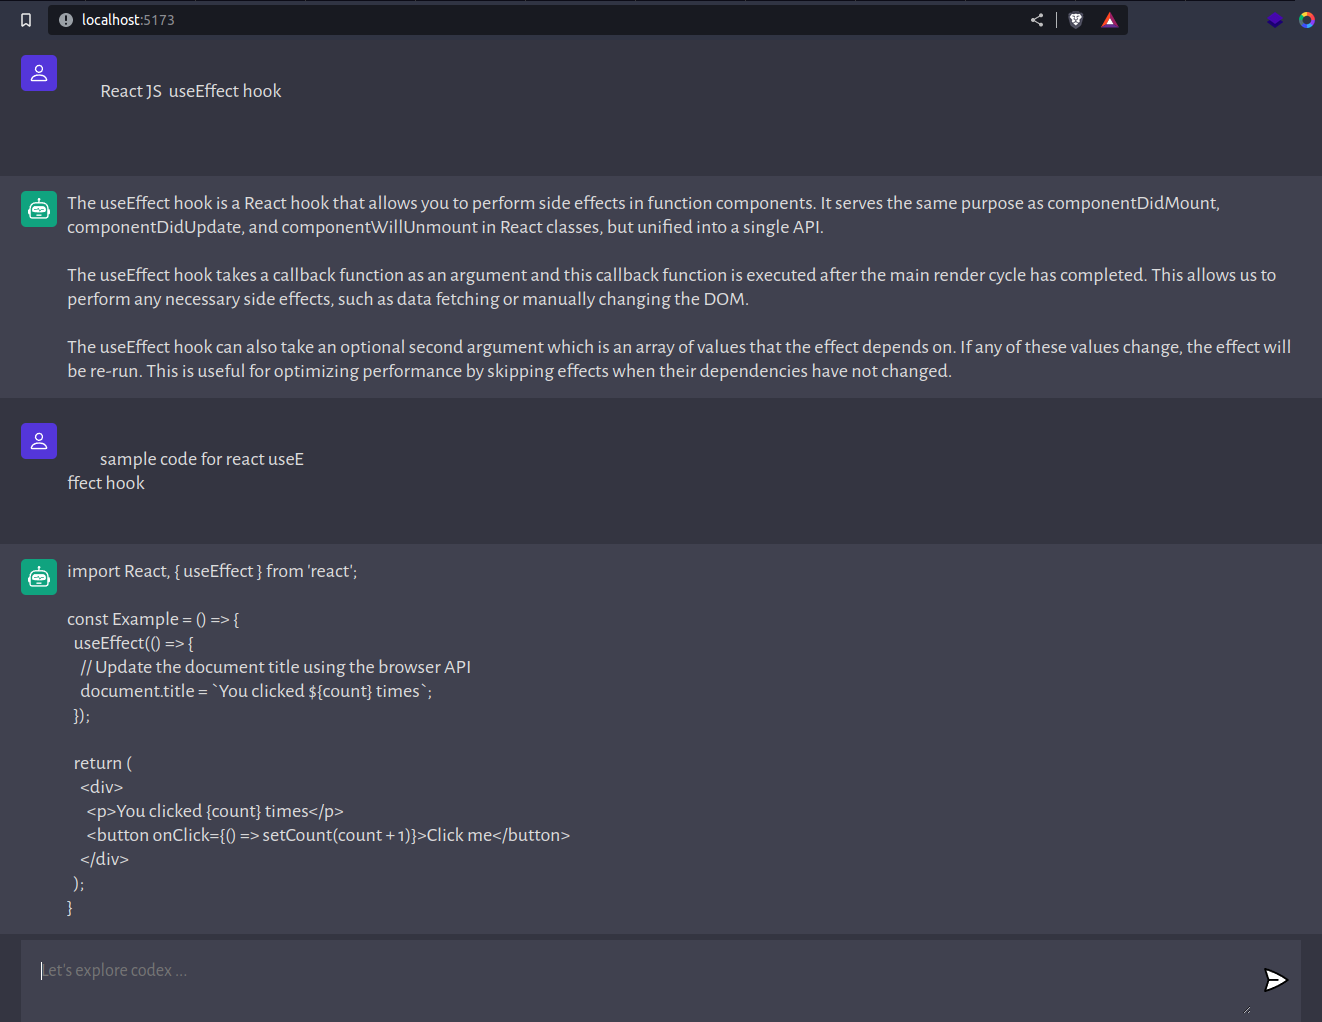 localhost:5173
React JS  useEffect hook
The useEffect hook is a React hook that allows you to perform side effects in function components. It serves the same purpose as componentDidMount,
componentDidUpdate, and componentWillUnmount in React classes, but unified into a single API.
The useEffect hook takes a callback function as an argument and this callback function is executed after the main render cycle has completed. This allows us to
perform any necessary side effects, such as data fetching or manually changing the DOM.
The useEffect hook can also take an optional second argument which is an array of values that the effect depends on. If any of these values change, the effect will
be re-run. This is useful for optimizing performance by skipping effects when their dependencies have not changed.
sample code for react useE
ffect hook
import React, { useEffect } from 'react';
const Example = () => {
  useEffect(() => {
    // Update the document title using the browser API
    document.title = `You clicked ${count} times`;
  });
  return (
    <div>
      <p>You clicked {count} times</p>
      <button onClick={() => setCount(count + 1)}>Click me</button>
    </div>
  );
}
Let's explore codex ...